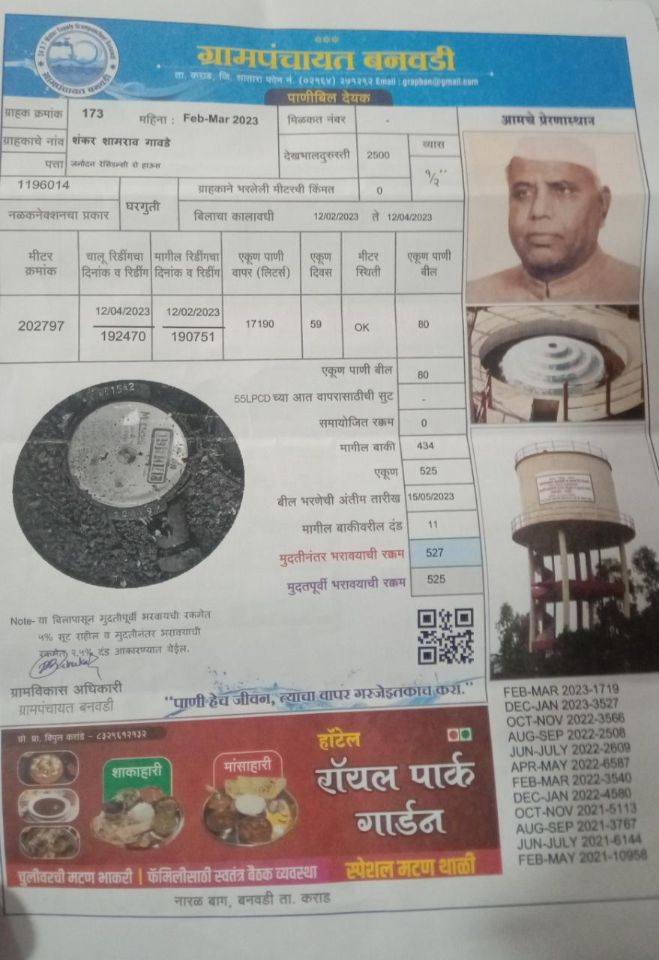 ग्रामपंचायत बनवडी
ता. कराड, जि. सातारा फोन नं. (०२१६४) २७१२९२ Email : grapban@gmail.com
पाणीबिल देयक
ग्राहक क्रमांक 173 महिना : Feb-Mar 2023 मिळकत नंबर -
ग्राहकाचे नांव शंकर शामराव गावडे
पत्ता जनार्दन रेसिडेन्सी रो हाऊस
देखभालदुरुस्ती 2500
व्यास
१/२"
1196014 ग्राहकाने भरलेली मीटरची किंमत 0
नळकनेक्शनचा प्रकार घरगुती बिलाचा कालावधी 12/02/2023 ते 12/04/2023
मीटर क्रमांक
चालू रिडींगचा दिनांक व रिडींग
मागील रिडींगचा दिनांक व रिडींग
एकूण पाणी वापर (लिटर्स)
एकूण दिवस
मीटर स्थिती
एकूण पाणी बील
202797 12/04/2023 192470 12/02/2023 190751 17190 59 OK 80
एकूण पाणी बील 80
55LPCD च्या आत वापरासाठीची सुट -
समायोजित रक्कम 0
मागील बाकी 434
एकूण 525
बील भरणेची अंतीम तारीख 15/05/2023
मागील बाकीवरील दंड 11
मुदतीनंतर भरावयाची रक्कम 527
मुदतपूर्वी भरावयाची रक्कम 525
Note- या बिलापासून मुदतीपूर्वी भरावयाची रकमेत
५% सूट राहील व मुदतीनंतर भरावयाची
रकमेत २.५% दंड आकारण्यात येईल.
ग्रामविकास अधिकारी
ग्रामपंचायत बनवडी
"पाणी हेच जीवन, त्याचा वापर गरजेइतकाच करा."
आमचे प्रेरणास्थान
FEB-MAR 2023-1719
DEC-JAN 2023-3527
OCT-NOV 2022-3566
AUG-SEP 2022-2508
JUN-JULY 2022-2609
APR-MAY 2022-6587
FEB-MAR 2022-3540
DEC-JAN 2022-4580
OCT-NOV 2021-5113
AUG-SEP 2021-3767
JUN-JULY 2021-6144
FEB-MAY 2021-10958
प्रो. प्रा. विपुल करांडे - ८३२९६१२१३२
शाकाहारी
मांसाहारी
हॉटेल
रॉयल पार्क
गार्डन
चुलीवरची मटण भाकरी | फॅमिलीसाठी स्वतंत्र बैठक व्यवस्था
स्पेशल मटण थाळी
नारळ बाग, बनवडी ता. कराड